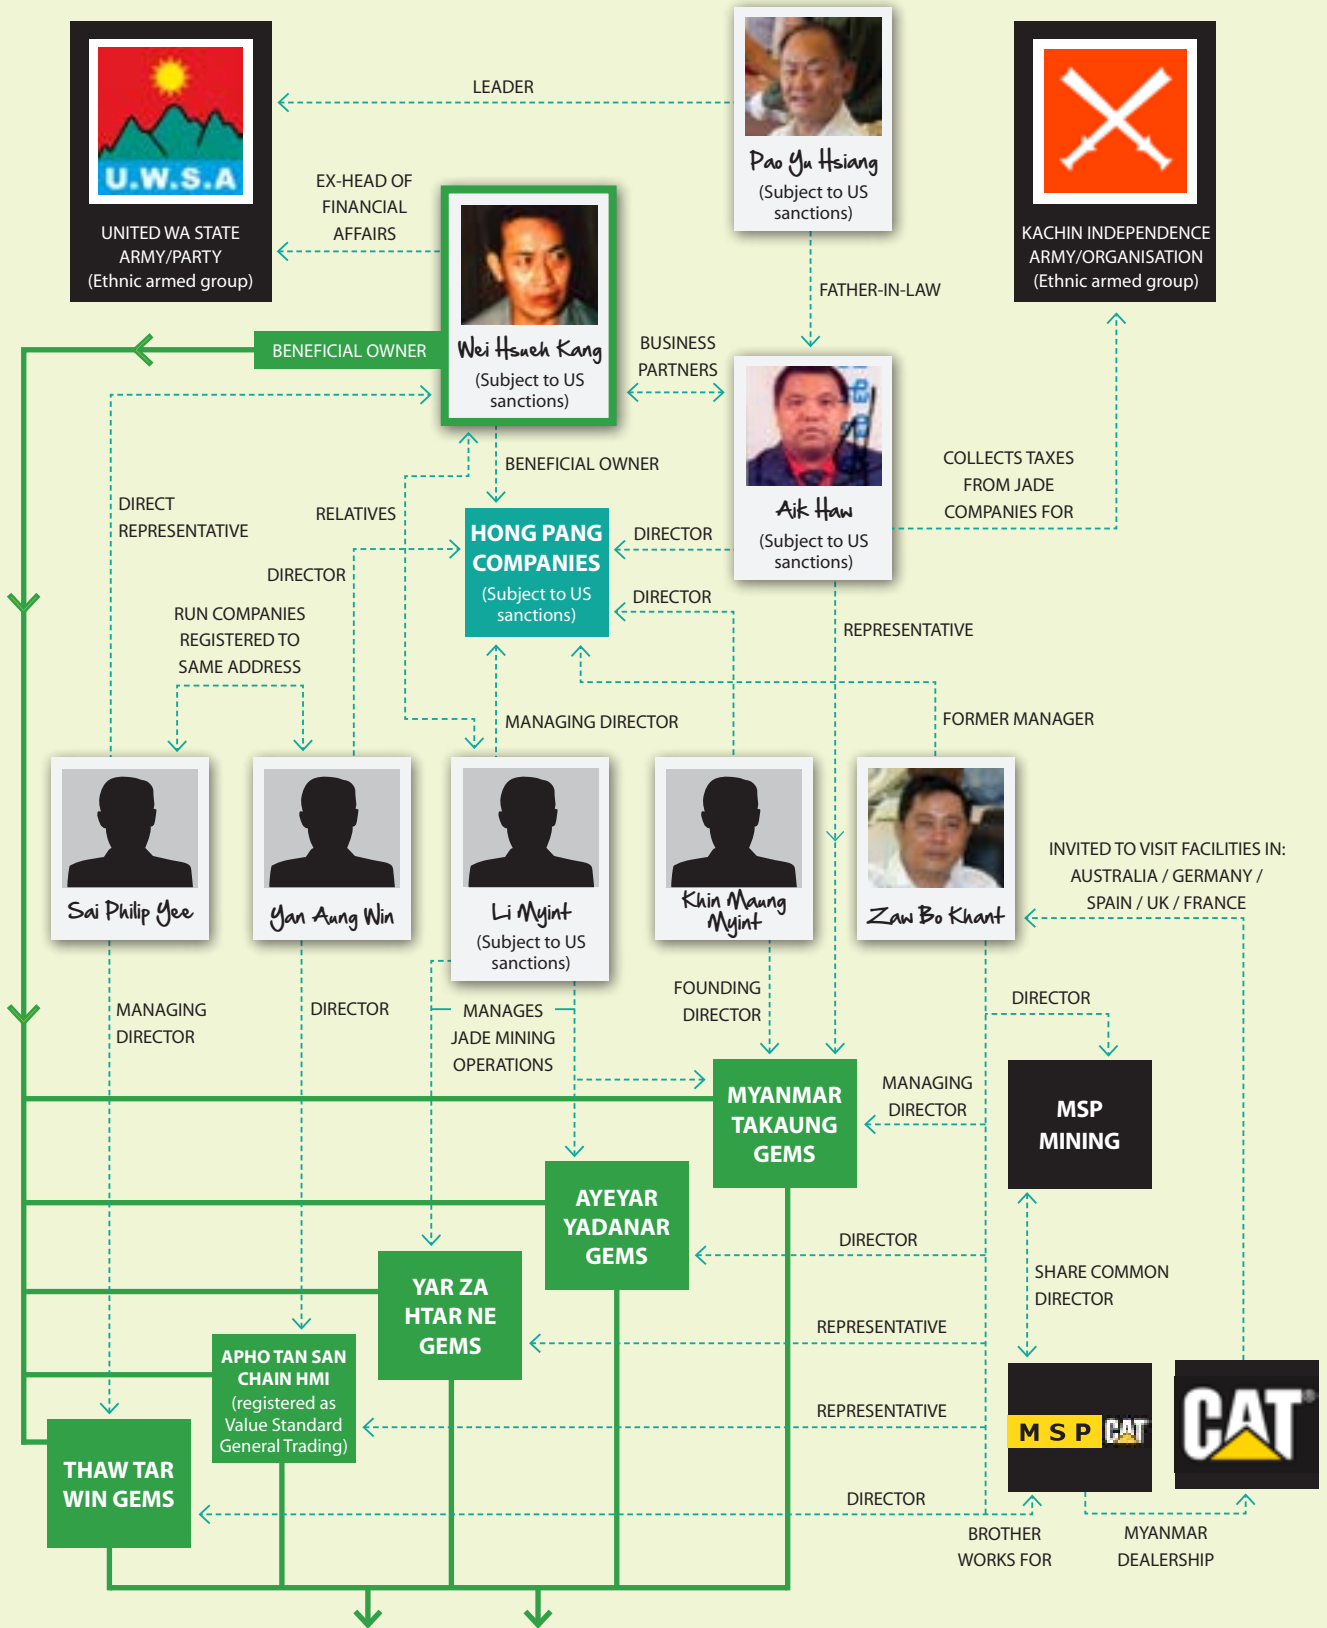 LEADER
U.W.S.A
UNITED WA STATE
ARMY/PARTY
(Ethnic armed group)
Pao Yu Hsiang
(Subject to US
sanctions)
KACHIN INDEPENDENCE
ARMY/ORGANISATION
(Ethnic armed group)
EX-HEAD OF
FINANCIAL
AFFAIRS
FATHER-IN-LAW
BENEFICIAL OWNER
Wei Hsueh Kang
(Subject to US
sanctions)
BUSINESS
PARTNERS
Aik Haw
(Subject to US
sanctions)
COLLECTS TAXES
FROM JADE
COMPANIES FOR
BENEFICIAL OWNER
DIRECT
REPRESENTATIVE
RELATIVES
HONG PANG
COMPANIES
(Subject to US
sanctions)
DIRECTOR
DIRECTOR
DIRECTOR
RUN COMPANIES
REGISTERED TO
SAME ADDRESS
REPRESENTATIVE
MANAGING DIRECTOR
FORMER MANAGER
Sai Philip Yee
Yan Aung Win
Li Myint
(Subject to US
sanctions)
Khin Maung
Myint
Zaw Bo Khant
INVITED TO VISIT FACILITIES IN:
AUSTRALIA / GERMANY /
SPAIN / UK / FRANCE
MANAGING
DIRECTOR
DIRECTOR
MANAGES
JADE MINING
OPERATIONS
FOUNDING
DIRECTOR
DIRECTOR
MYANMAR
TAKAUNG
GEMS
MANAGING
DIRECTOR
MSP
MINING
AYEYAR
YADANAR
GEMS
DIRECTOR
SHARE COMMON
DIRECTOR
YAR ZA
HTAR NE
GEMS
REPRESENTATIVE
APHO TAN SAN
CHAIN HMI
(registered as
Value Standard
General Trading)
REPRESENTATIVE
MSP CAT
CAT®
THAW TAR
WIN GEMS
DIRECTOR
BROTHER
WORKS FOR
MYANMAR
DEALERSHIP